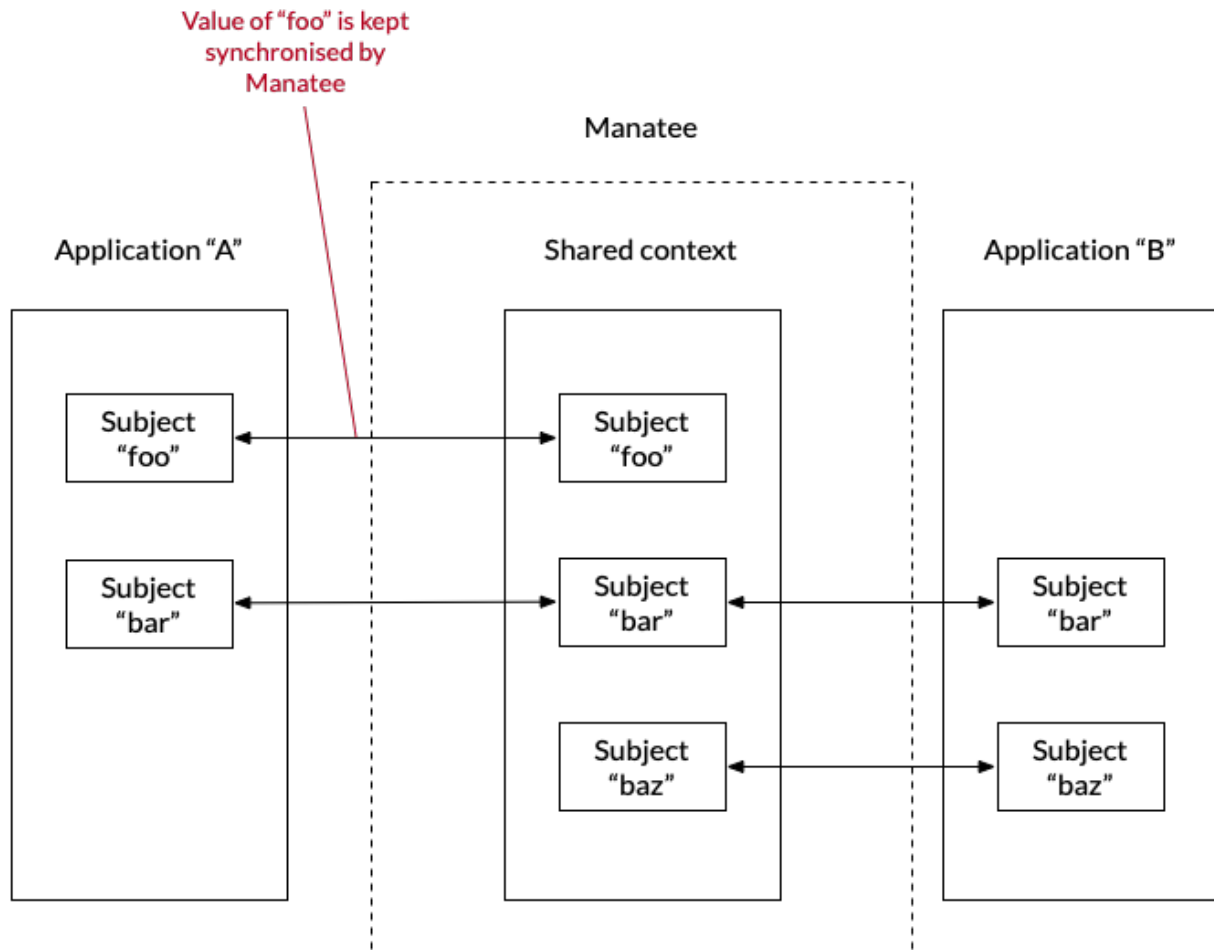 Value of “foo” is kept
synchronised by
Manatee
Manatee
Application “A”
Shared context
Application “B”
Subject
“foo”
Subject
“foo”
Subject
“bar”
Subject
“bar”
Subject
“bar”
Subject
“baz”
Subject
“baz”